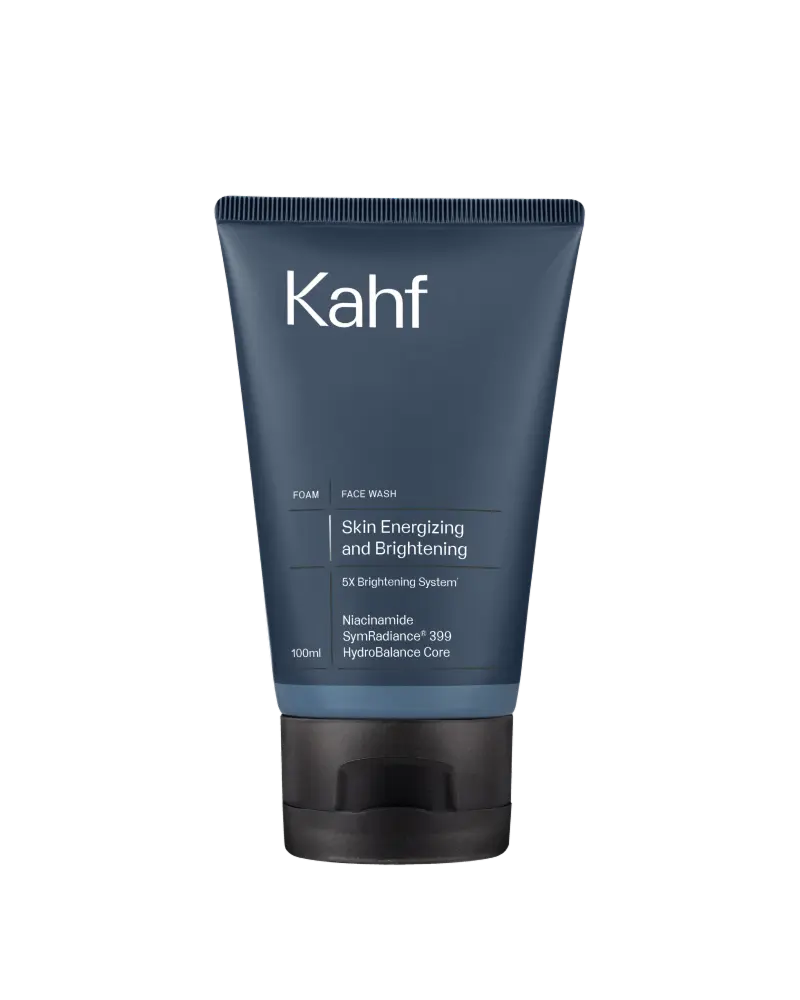 Kahf
FOAM FACE WASH
Skin Energizing
and Brightening
5X Brightening System
Niacinamide
SymRadiance® 399
100ml HydroBalance Core